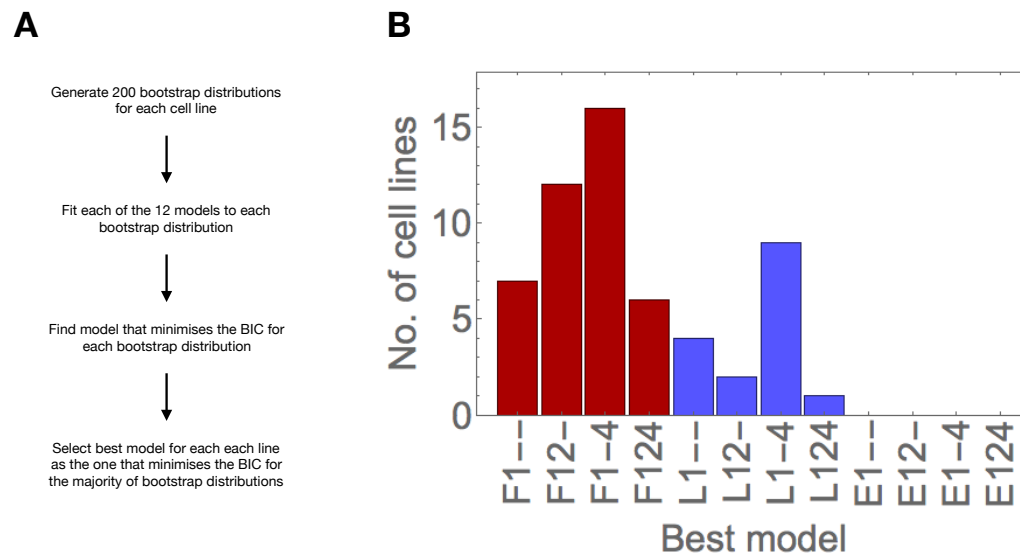 A
Generate 200 bootstrap distributions
for each cell line
Fit each of the 12 models to each
bootstrap distribution
Find model that minimises the BIC for
each bootstrap distribution
Select best model for each each line
as the one that minimises the BIC for
the majority of bootstrap distributions
B
No. of cell lines
15
10
5
0
F1--
F12-
F1-4
F124
L1--
L12-
L1-4
L124
E1--
E12-
E1-4
E124
Best model